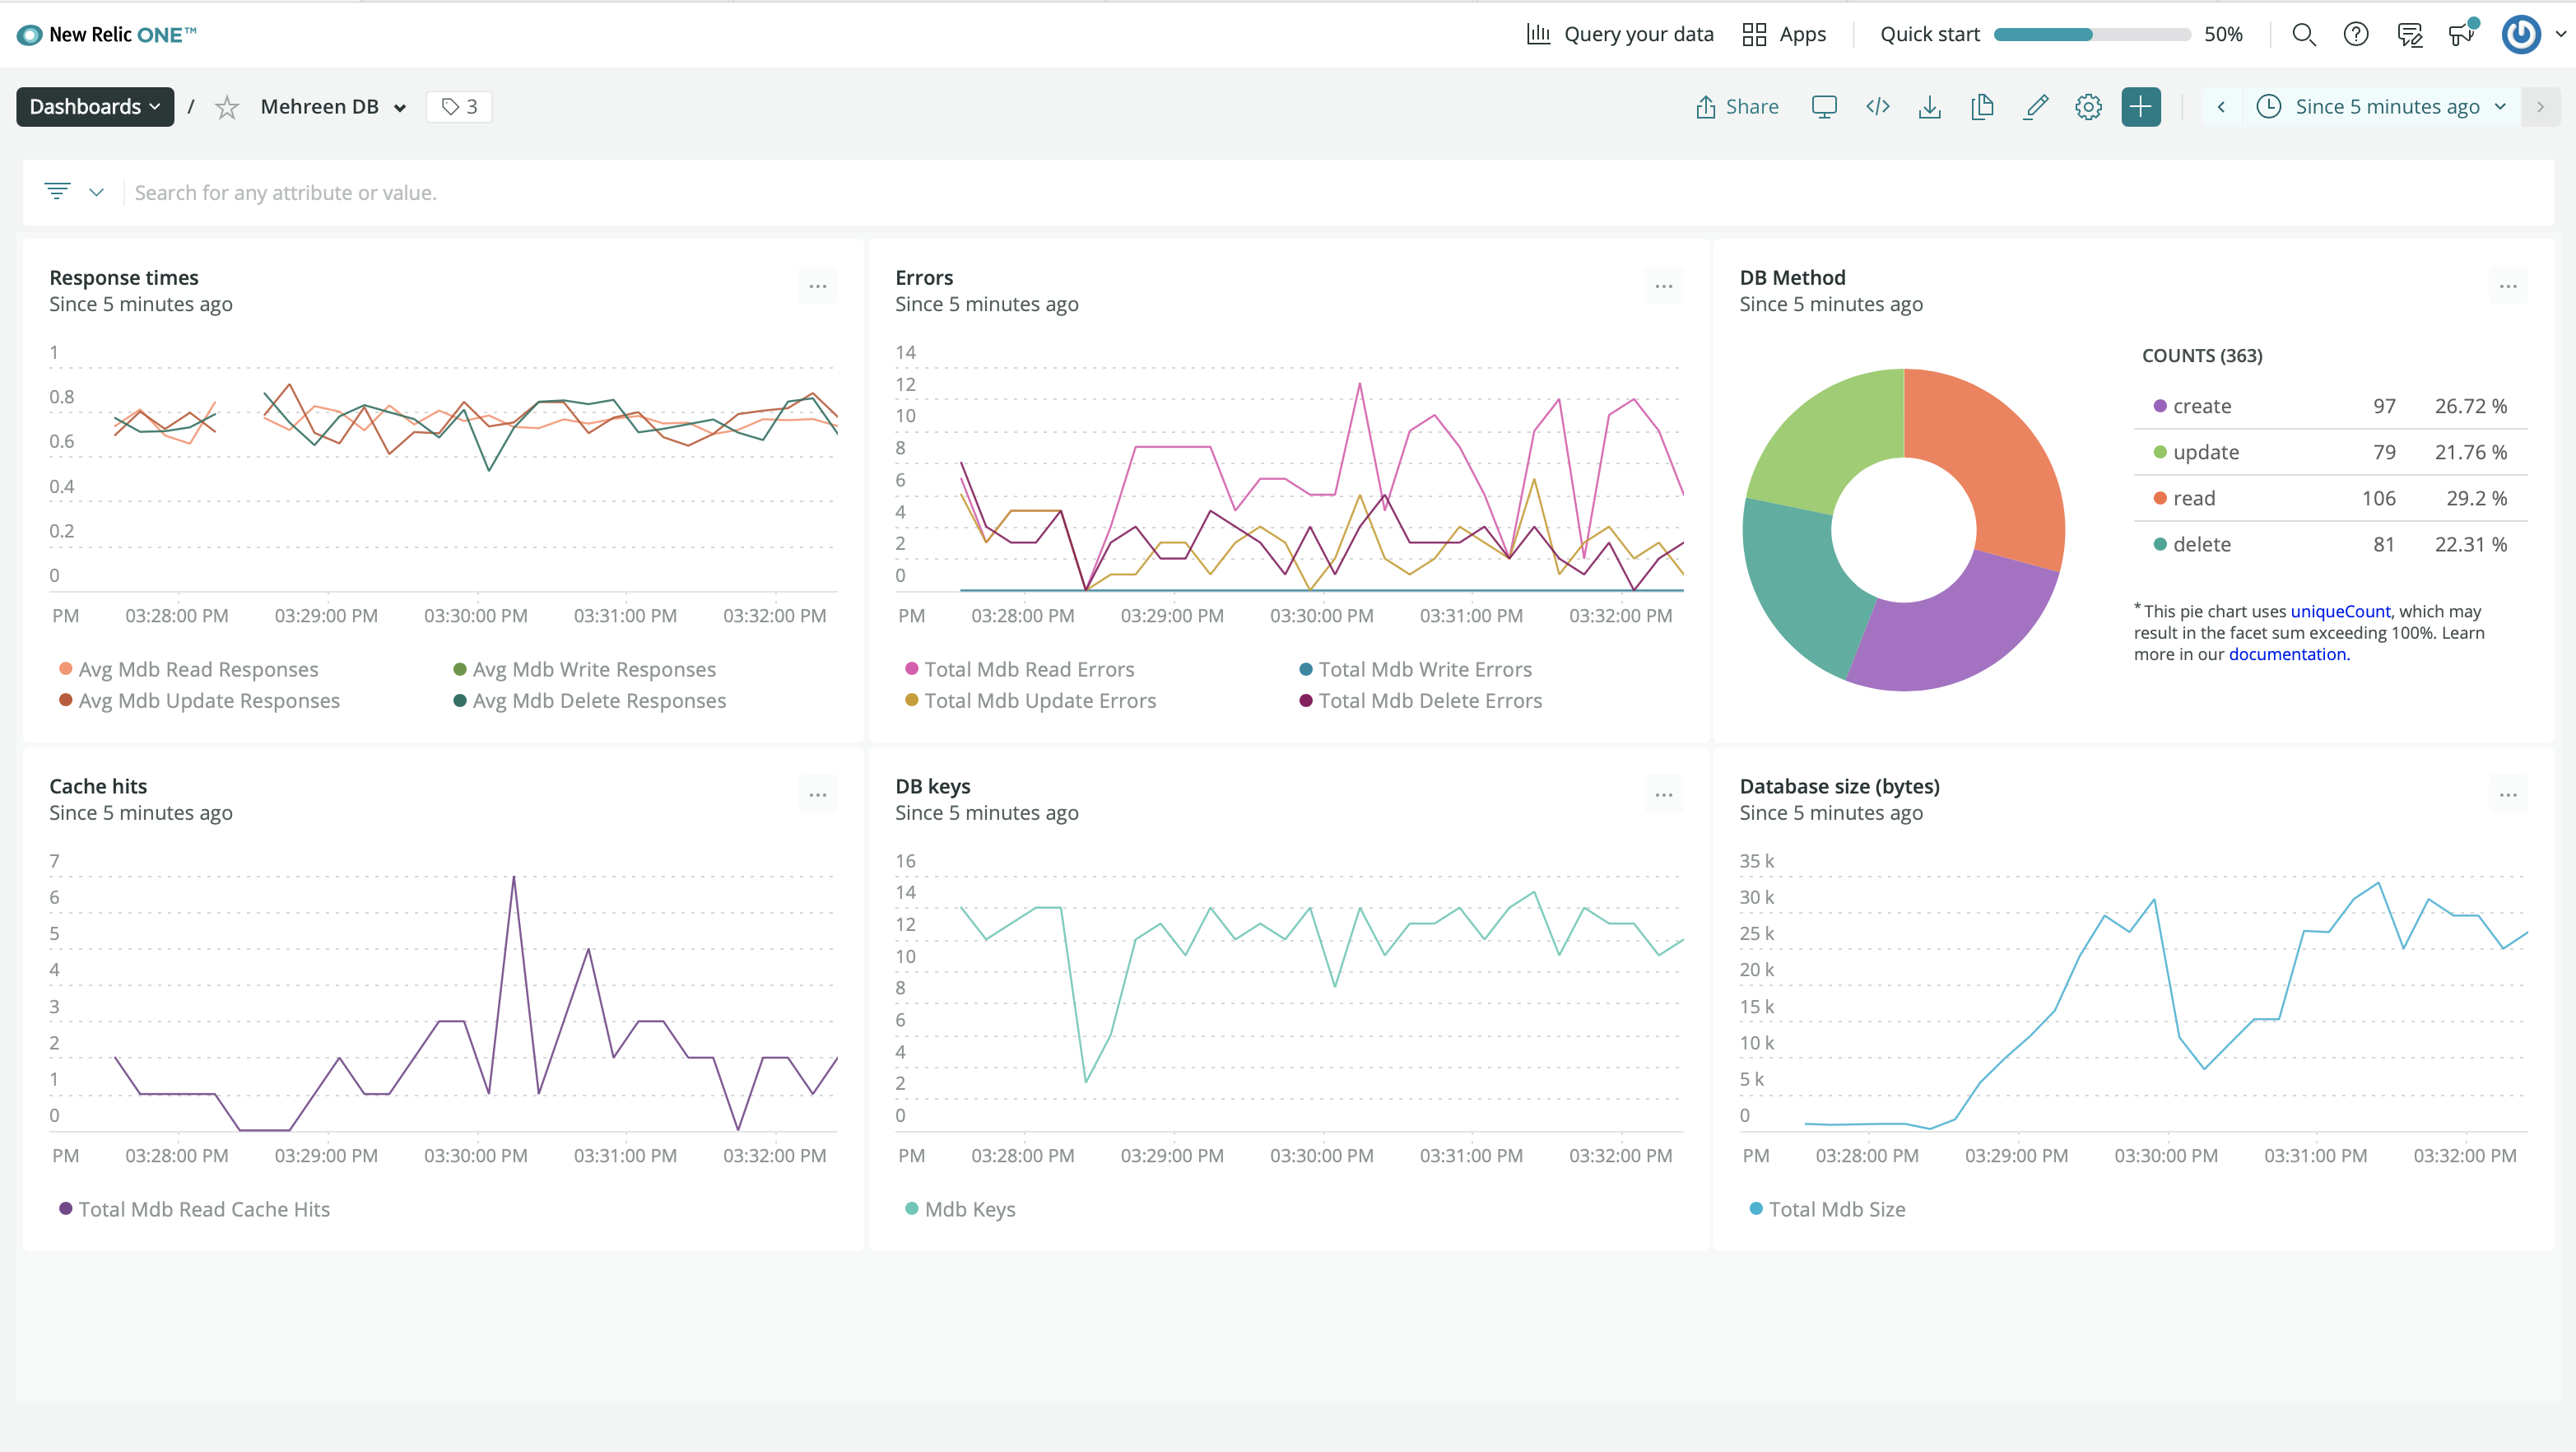 New Relic ONE™
Query your data
Apps
Quick start
50%
Dashboards
/
Mehreen DB
3
Share
Since 5 minutes ago
Search for any attribute or value.
Response times
Since 5 minutes ago
1
0.8
0.6
0.4
0.2
0
PM 03:28:00 PM 03:29:00 PM 03:30:00 PM 03:31:00 PM 03:32:00 PM
Avg Mdb Read Responses
Avg Mdb Write Responses
Avg Mdb Update Responses
Avg Mdb Delete Responses
Errors
Since 5 minutes ago
14
12
10
8
6
4
2
0
PM 03:28:00 PM 03:29:00 PM 03:30:00 PM 03:31:00 PM 03:32:00 PM
Total Mdb Read Errors
Total Mdb Write Errors
Total Mdb Update Errors
Total Mdb Delete Errors
DB Method
Since 5 minutes ago
COUNTS (363)
create 97 26.72 %
update 79 21.76 %
read 106 29.2 %
delete 81 22.31 %
* This pie chart uses uniqueCount, which may
result in the facet sum exceeding 100%. Learn
more in our documentation.
Cache hits
Since 5 minutes ago
7
6
5
4
3
2
1
0
PM 03:28:00 PM 03:29:00 PM 03:30:00 PM 03:31:00 PM 03:32:00 PM
Total Mdb Read Cache Hits
DB keys
Since 5 minutes ago
16
14
12
10
8
6
4
2
0
PM 03:28:00 PM 03:29:00 PM 03:30:00 PM 03:31:00 PM 03:32:00 PM
Mdb Keys
Database size (bytes)
Since 5 minutes ago
35 k
30 k
25 k
20 k
15 k
10 k
5 k
0
PM 03:28:00 PM 03:29:00 PM 03:30:00 PM 03:31:00 PM 03:32:00 PM
Total Mdb Size